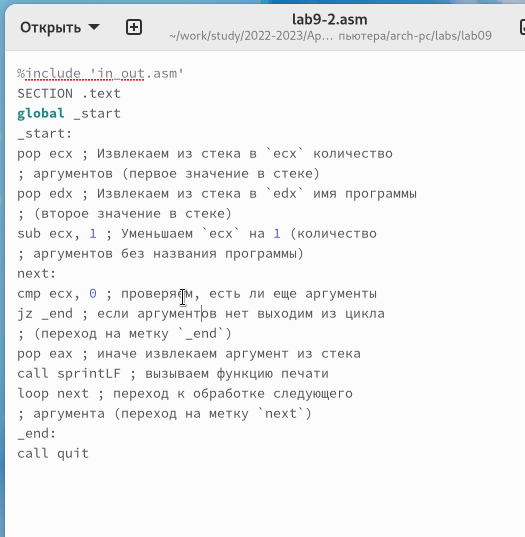 Открыть
lab9-2.asm
~/work/study/2022-2023/Ар... пьютера/arch-pc/labs/lab09
%include 'in_out.asm'
SECTION .text
global _start
_start:
pop ecx ; Извлекаем из стека в `ecx` количество
; аргументов (первое значение в стеке)
pop edx ; Извлекаем из стека в `edx` имя программы
; (второе значение в стеке)
sub ecx, 1 ; Уменьшаем `ecx` на 1 (количество
; аргументов без названия программы)
next:
cmp ecx, 0 ; проверяем, есть ли еще аргументы
jz _end ; если аргументов нет выходим из цикла
; (переход на метку `_end`)
pop eax ; иначе извлекаем аргумент из стека
call sprintLF ; вызываем функцию печати
loop next ; переход к обработке следующего
; аргумента (переход на метку `next`)
_end:
call quit